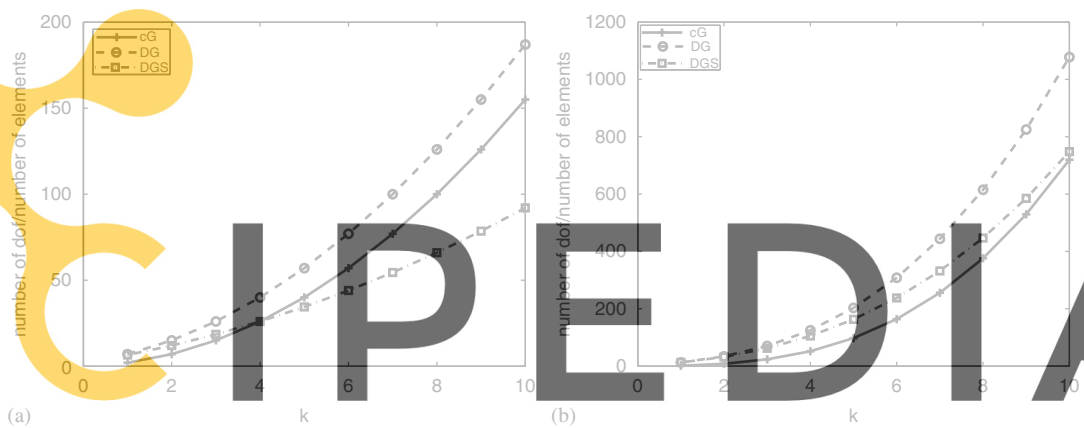 200
150
100
50
0
number of dof/number of elements
cG
DG
DGS
0 2 4 6 8 10
k
(a)
1200
1000
800
600
400
200
0
number of dof/number of elements
cG
DG
DGS
0 2 4 6 8 10
k
(b)
CIPEDIA